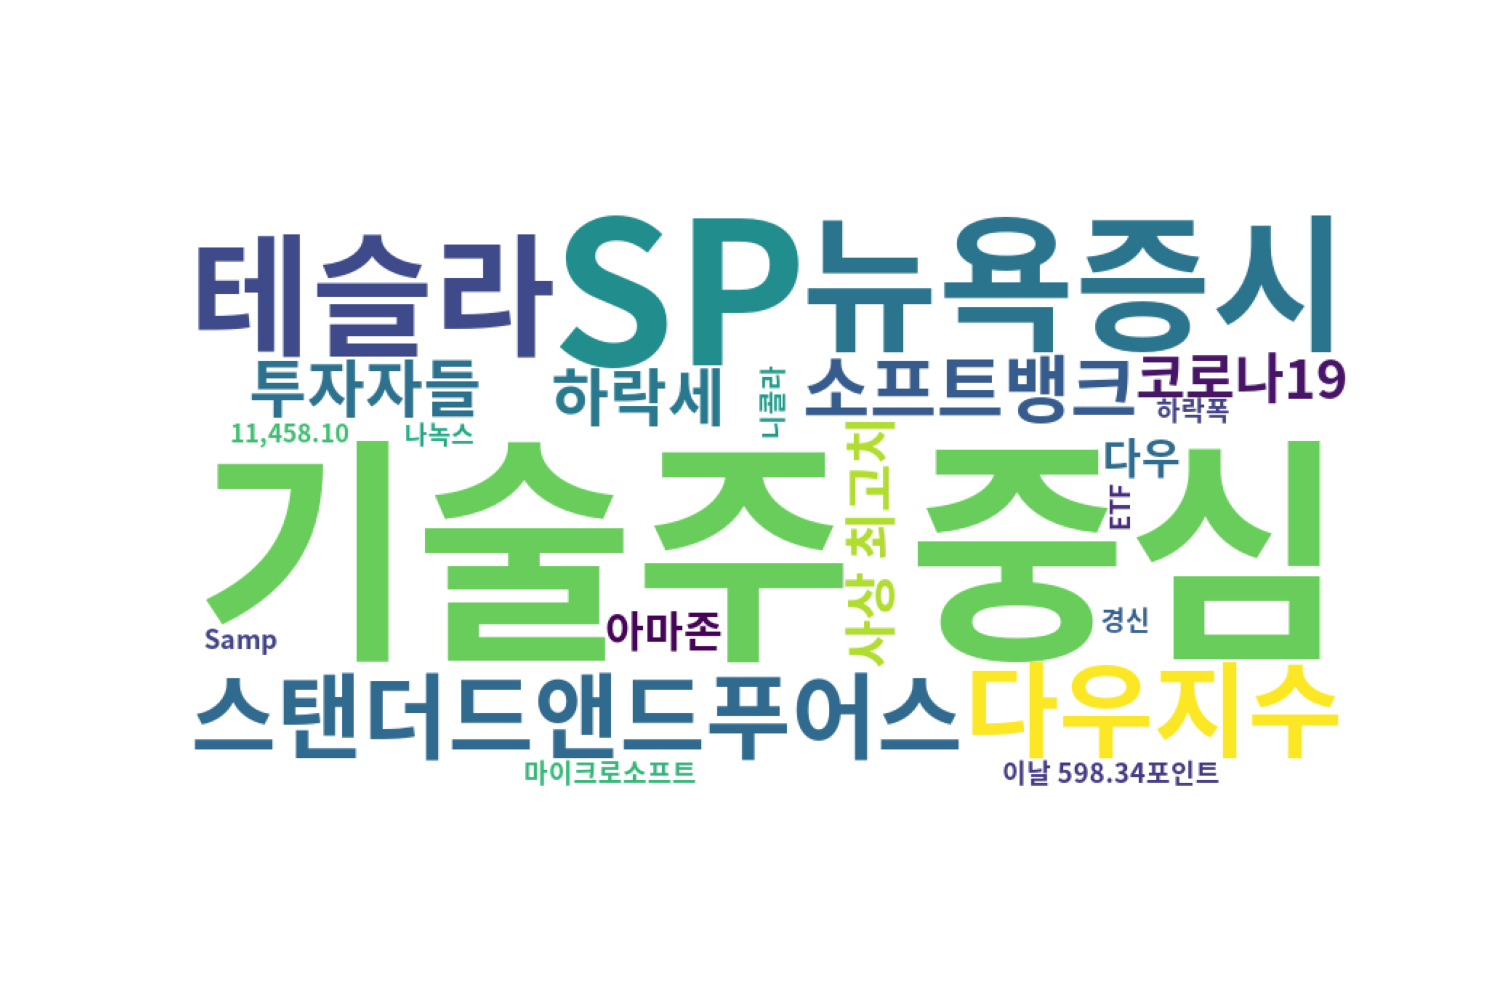 테슬라 SP 뉴욕증시
투자자들 하락세 니콜라 소프트뱅크 코로나19
하락폭
11,458.10 나녹스
기술주 중심
사상 최고치
다우
ETF
Samp 아마존 경신
스탠더드앤드푸어스 다우지수
마이크로소프트 이날 598.34포인트